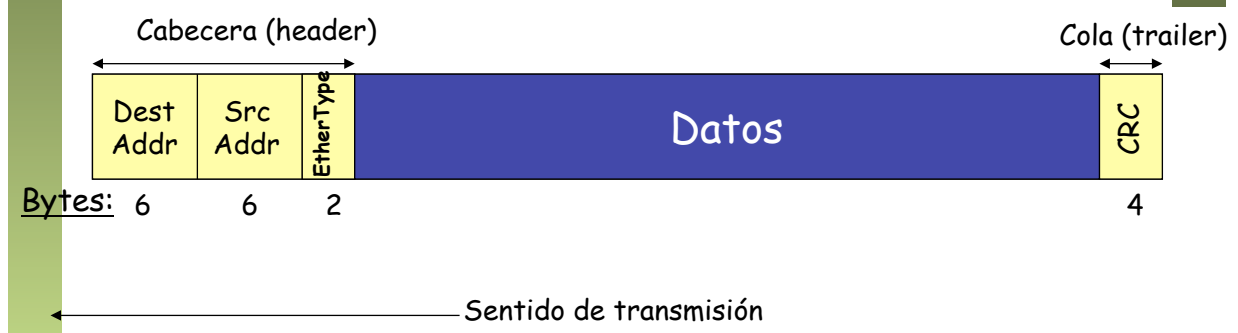 Cabecera (header)
Cola (trailer)
Dest
Addr
Src
Addr
EtherType
Datos
CRC
Bytes: 6 6 2 4
Sentido de transmisión